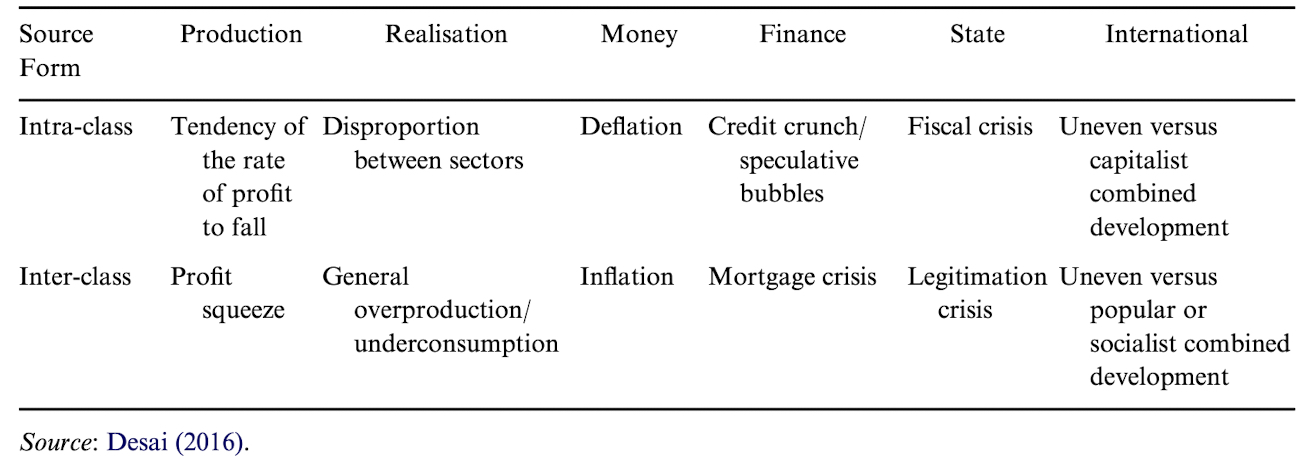 Source Production Realisation Money Finance State International
Form
Intra-class Tendency of Disproportion Deflation Credit crunch/ Fiscal crisis Uneven versus
the rate between sectors speculative capitalist
of profit bubbles combined
to fall development
Inter-class Profit General Inflation Mortgage crisis Legitimation Uneven versus
squeeze overproduction/ crisis popular or
underconsumption socialist combined
development
Source: Desai (2016).